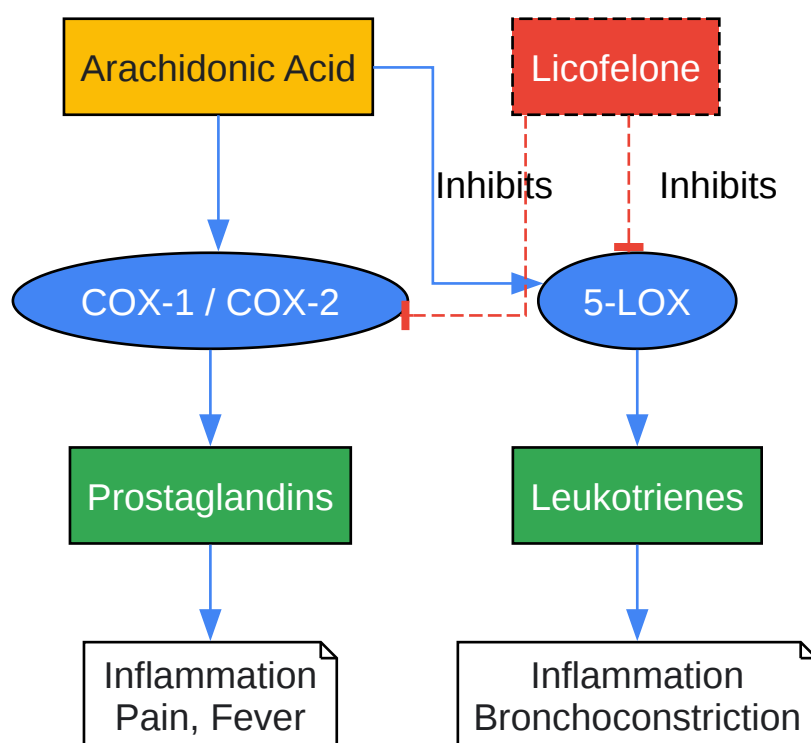 Arachidonic Acid
Licofelone
Inhibits
Inhibits
COX-1 / COX-2
5-LOX
Prostaglandins
Leukotrienes
Inflammation
Pain, Fever
Inflammation
Bronchoconstriction